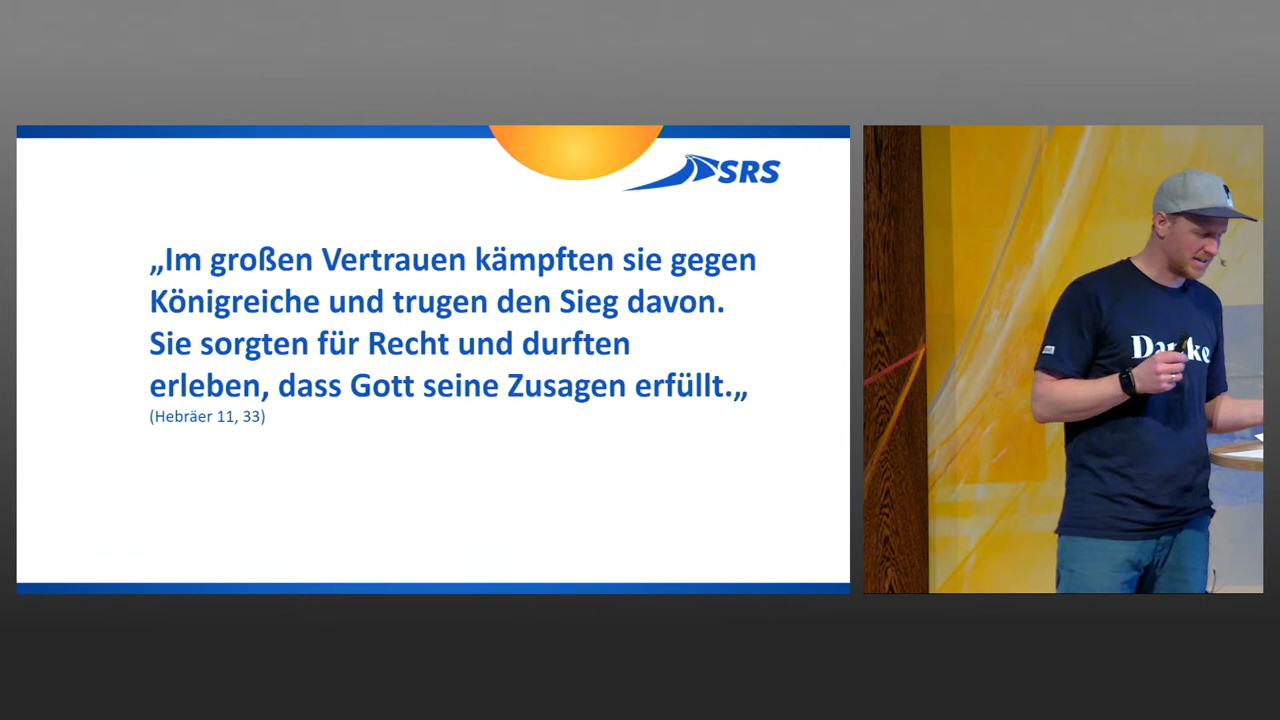 SRS
„Im großen Vertrauen kämpften sie gegen
Königreiche und trugen den Sieg davon.
Sie sorgten für Recht und durften
erleben, dass Gott seine Zusagen erfüllt.„
(Hebräer 11, 33)